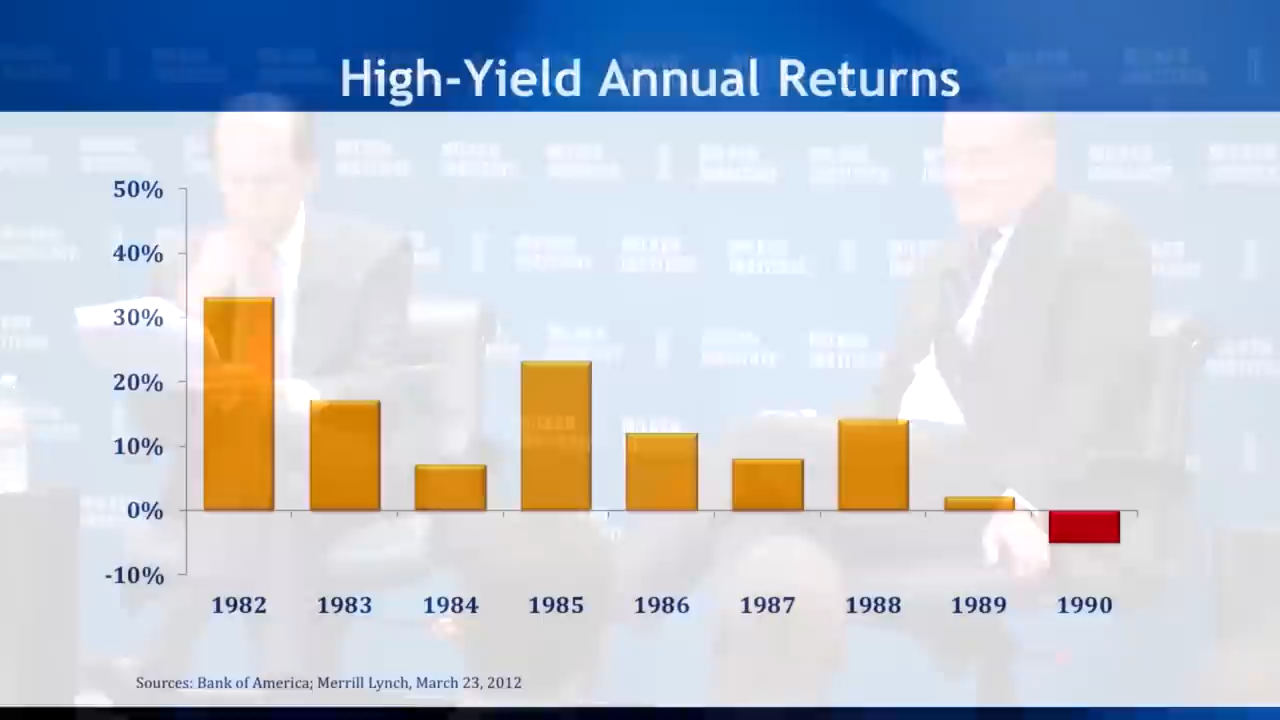 High-Yield Annual Returns
50%
40%
30%
20%
10%
0%
-10%
1982 1983 1984 1985 1986 1987 1988 1989 1990
Sources: Bank of America; Merrill Lynch, March 23, 2012